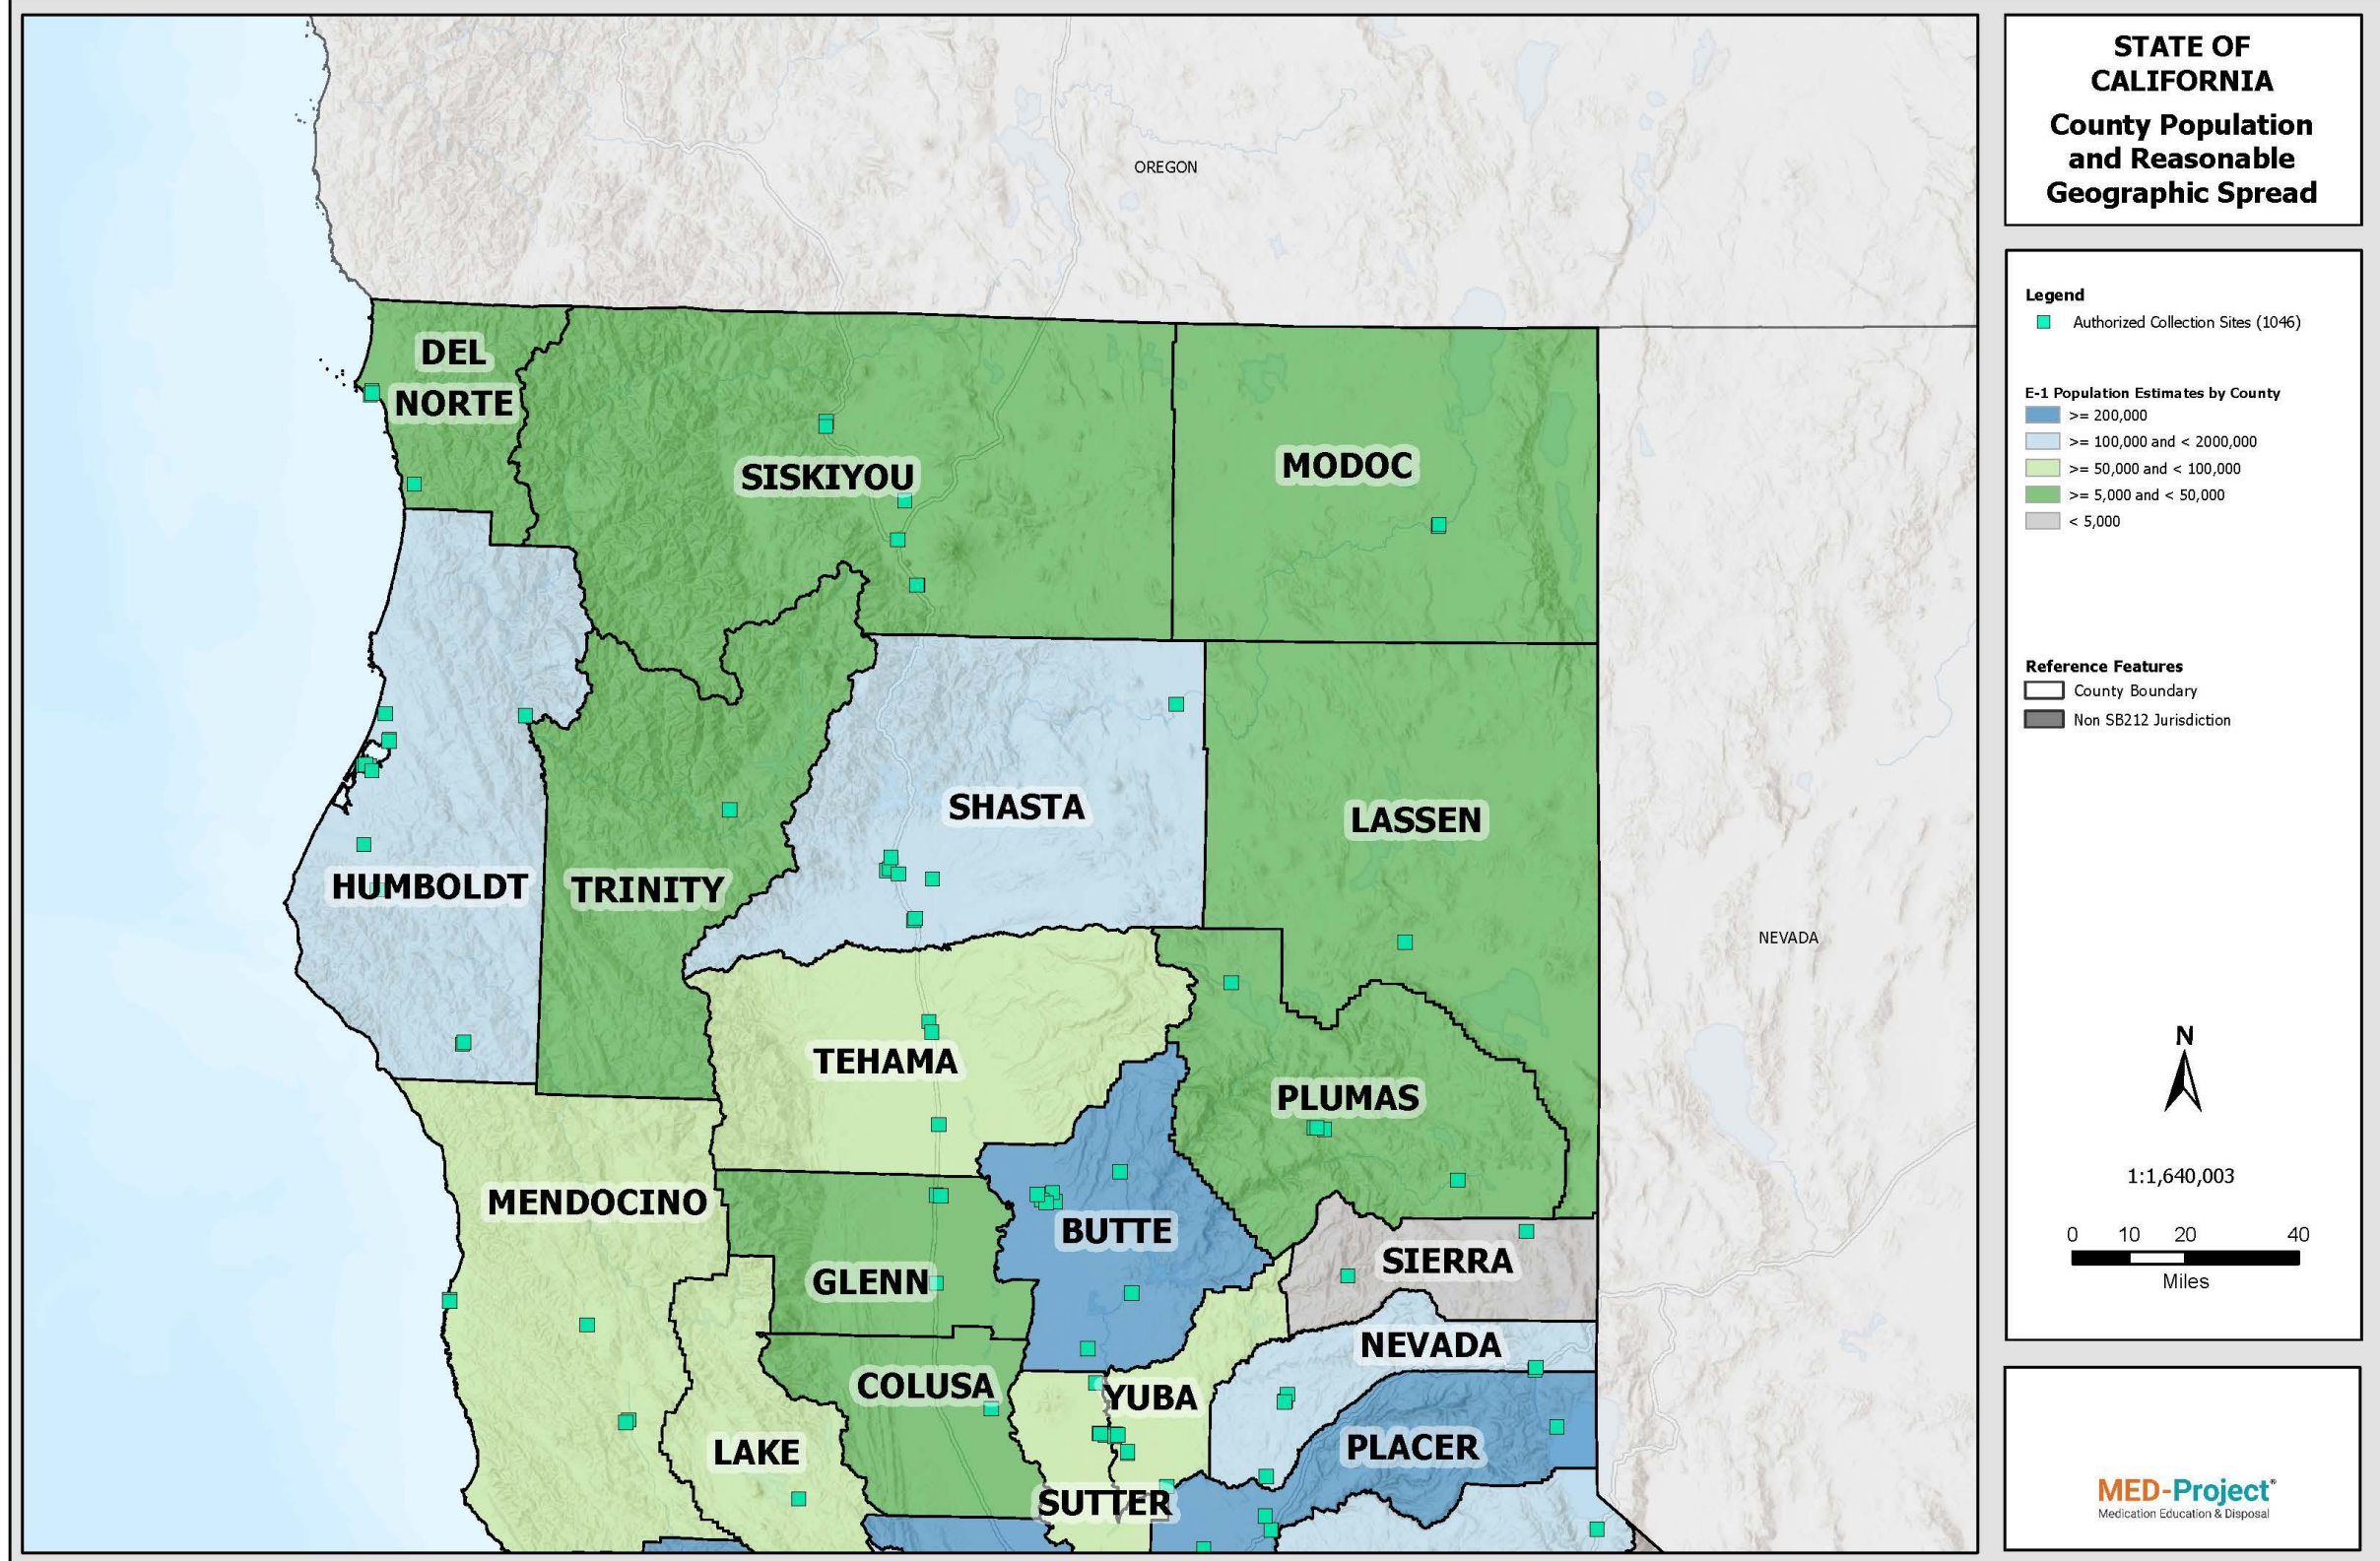 STATE OF
CALIFORNIA
County Population
and Reasonable
Geographic Spread
Legend
Authorized Collection Sites (1046)
E-1 Population Estimates by County
>= 200,000
>= 100,000 and < 2000,000
>= 50,000 and < 100,000
>= 5,000 and < 50,000
< 5,000
Reference Features
County Boundary
Non SB212 Jurisdiction
N
1:1,640,003
0 10 20 40
Miles
MED-Project®
Medication Education & Disposal
OREGON
DEL
NORTE
SISKIYOU
MODOC
SHASTA
LASSEN
HUMBOLDT
TRINITY
NEVADA
TEHAMA
PLUMAS
MENDOCINO
BUTTE
SIERRA
GLENN
NEVADA
COLUSA
YUBA
PLACER
LAKE
SUTTER